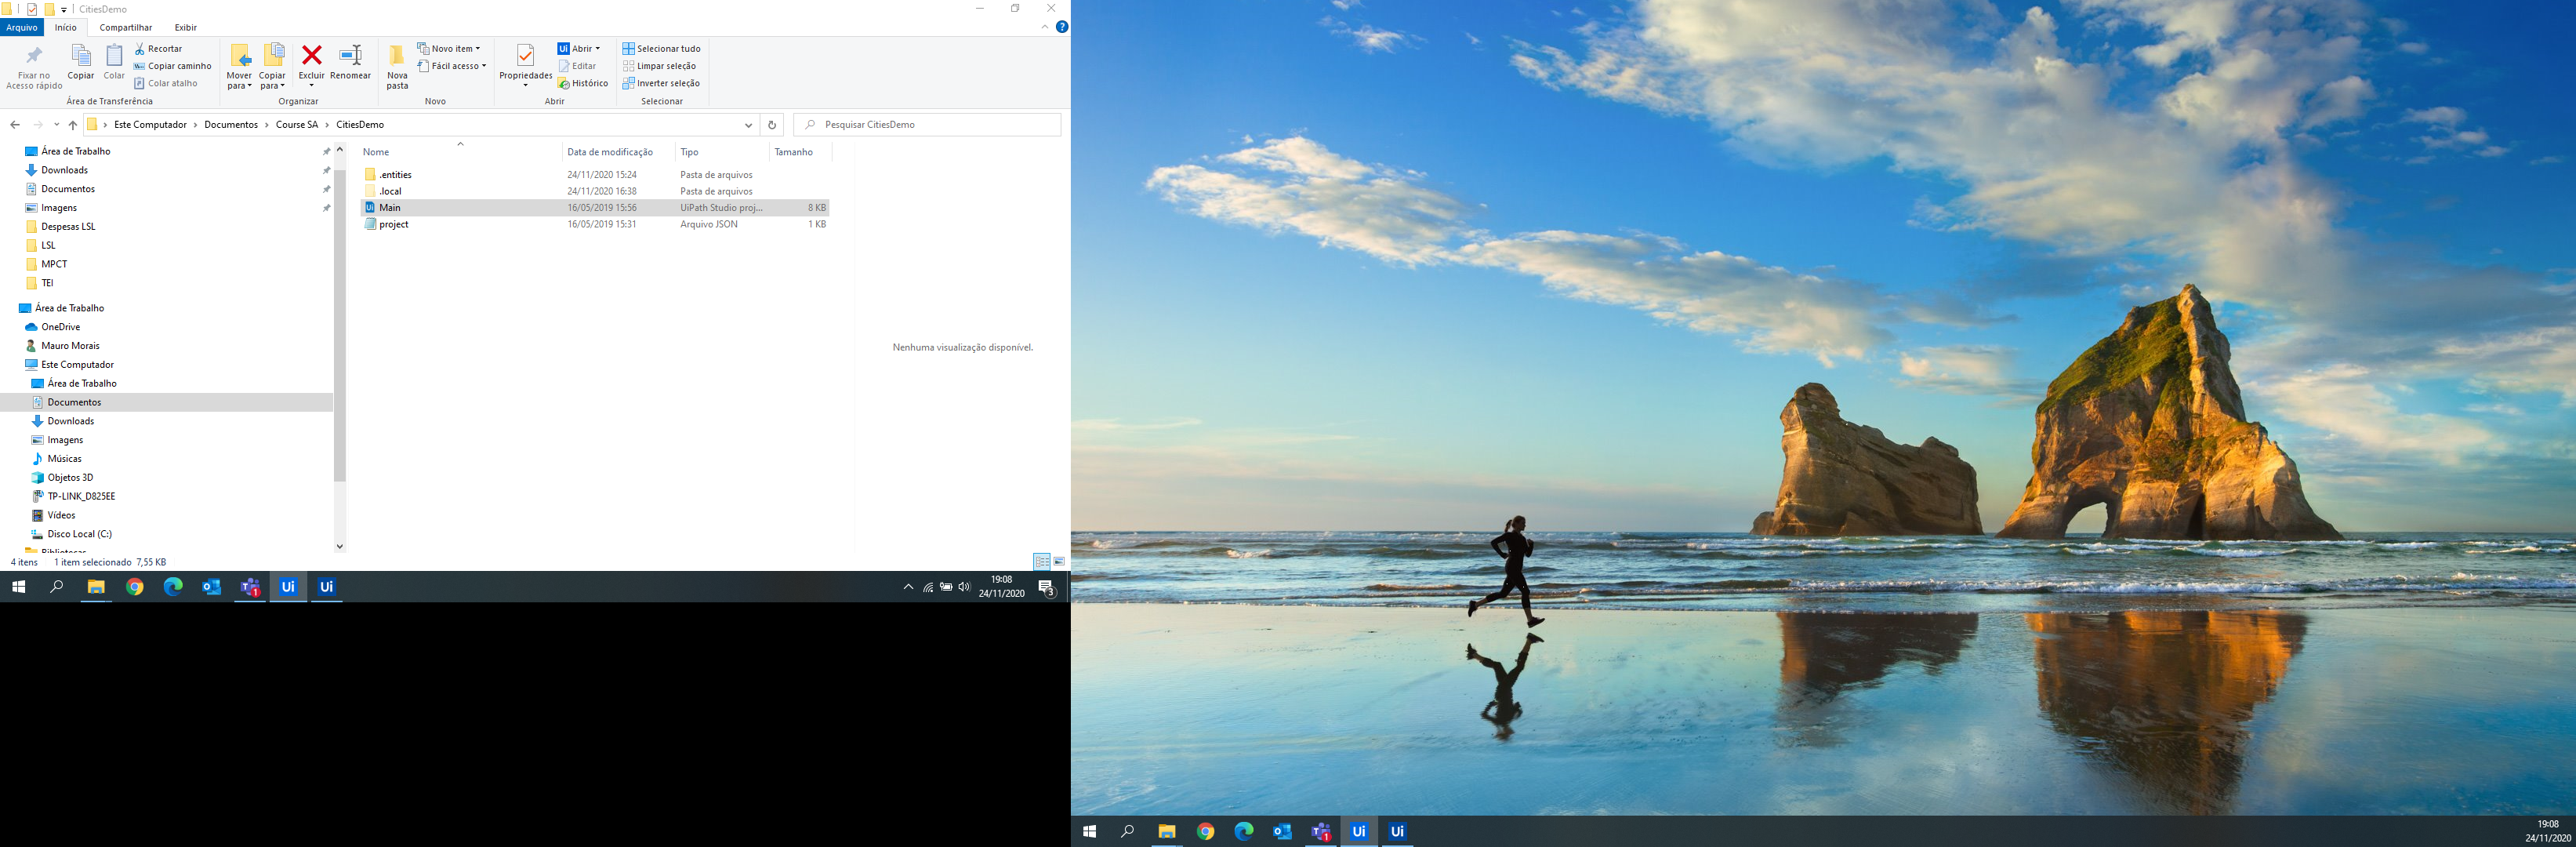 CitiesDemo
Arquivo Início Compartilhar Exibir
Fixar no Acesso rápido
Copiar
Colar
Recortar
Copiar caminho
Colar atalho
Área de Transferência
Mover para
Copiar para
Excluir
Renomear
Organizar
Nova pasta
Novo item
Fácil acesso
Novo
Propriedades
Abrir
Editar
Histórico
Abrir
Selecionar tudo
Limpar seleção
Inverter seleção
Selecionar
Este Computador > Documentos > Course SA > CitiesDemo
Pesquisar CitiesDemo
Área de Trabalho
Downloads
Documentos
Imagens
Despesas LSL
LSL
MPCT
TEI
Área de Trabalho
OneDrive
Mauro Morais
Este Computador
Área de Trabalho
Documentos
Downloads
Imagens
Músicas
Objetos 3D
TP-LINK_D825EE
Vídeos
Disco Local (C:)
Bibliotecas
Nome Data de modificação Tipo Tamanho
.entities 24/11/2020 15:24 Pasta de arquivos
.local 24/11/2020 16:38 Pasta de arquivos
Main 16/05/2019 15:56 UiPath Studio proj... 8 KB
project 16/05/2019 15:31 Arquivo JSON 1 KB
Nenhuma visualização disponível.
4 itens 1 item selecionado 7,55 KB
1 Ui Ui
19:08
24/11/2020
3
1 Ui Ui
19:08
24/11/2020